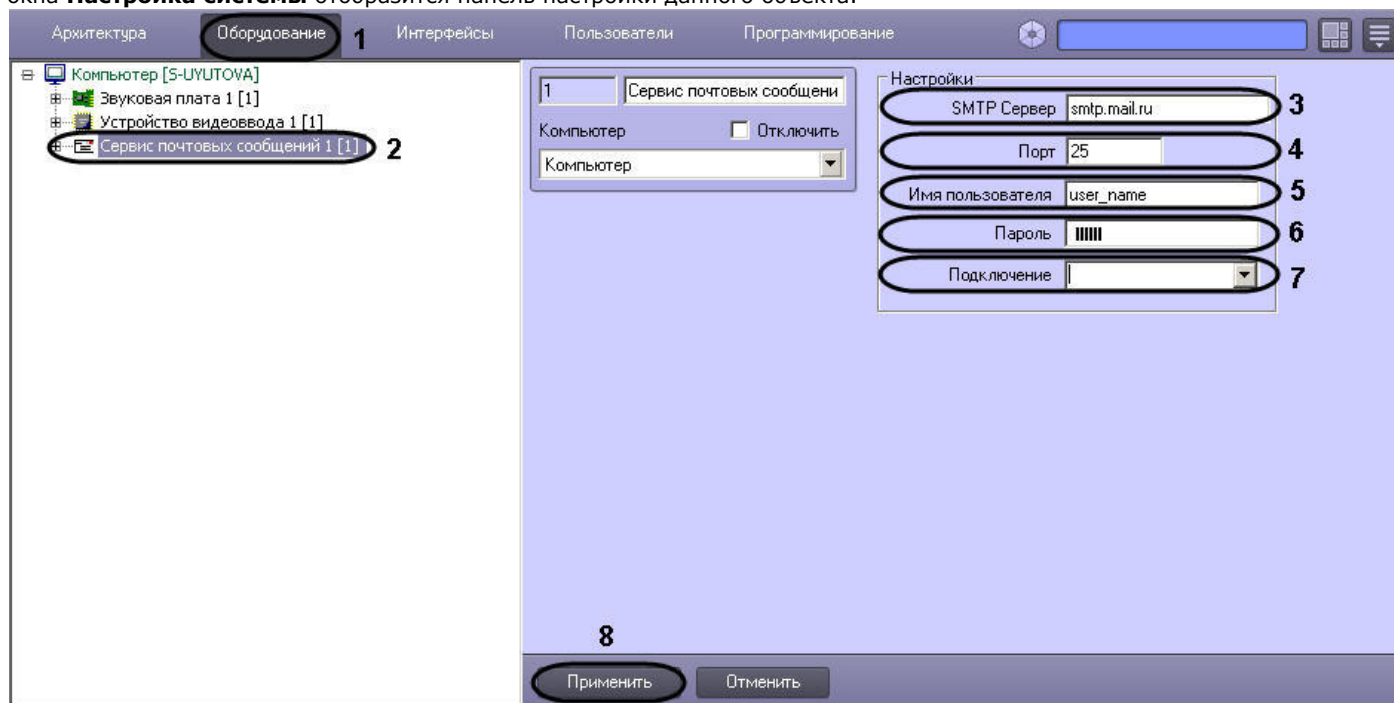 окна Настройка системы отобразится панель настройки данного объекта.
Архитектура Оборудование 1 Интерфейсы Пользователи Программирование
Компьютер [S-UYUTOVA]
Звуковая плата 1 [1]
Устройство видеоввода 1 [1]
Сервис почтовых сообщений 1 [1] 2
1 Сервис почтовых сообщени
Компьютер Отключить
Компьютер
Настройки
SMTP Сервер smtp.mail.ru 3
Порт 25 4
Имя пользователя user_name 5
Пароль 6
Подключение 7
8
Применить Отменить